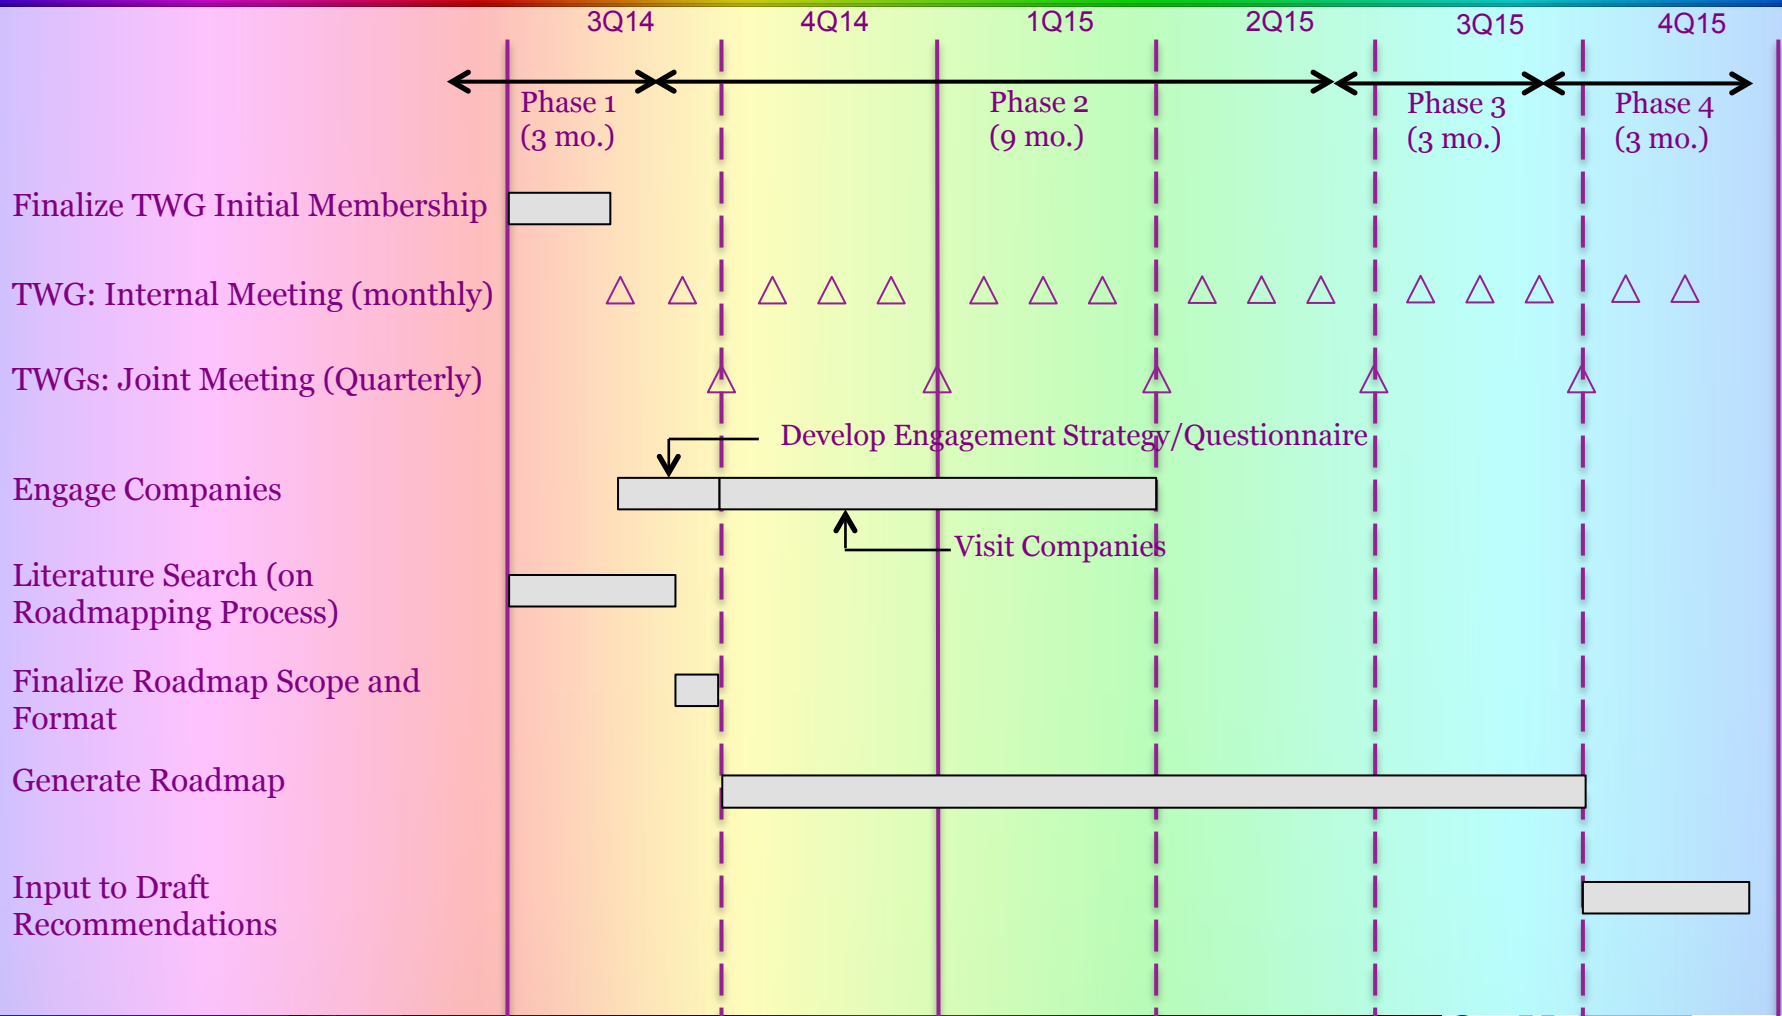 3Q14 4Q14 1Q15 2Q15 3Q15 4Q15
Phase 1 Phase 2 Phase 3 Phase 4
(3 mo.) (9 mo.) (3 mo.) (3 mo.)
Finalize TWG Initial Membership
TWG: Internal Meeting (monthly)
TWGs: Joint Meeting (Quarterly)
Develop Engagement Strategy/Questionnaire
Engage Companies
Visit Companies
Literature Search (on
Roadmapping Process)
Finalize Roadmap Scope and
Format
Generate Roadmap
Input to Draft
Recommendations